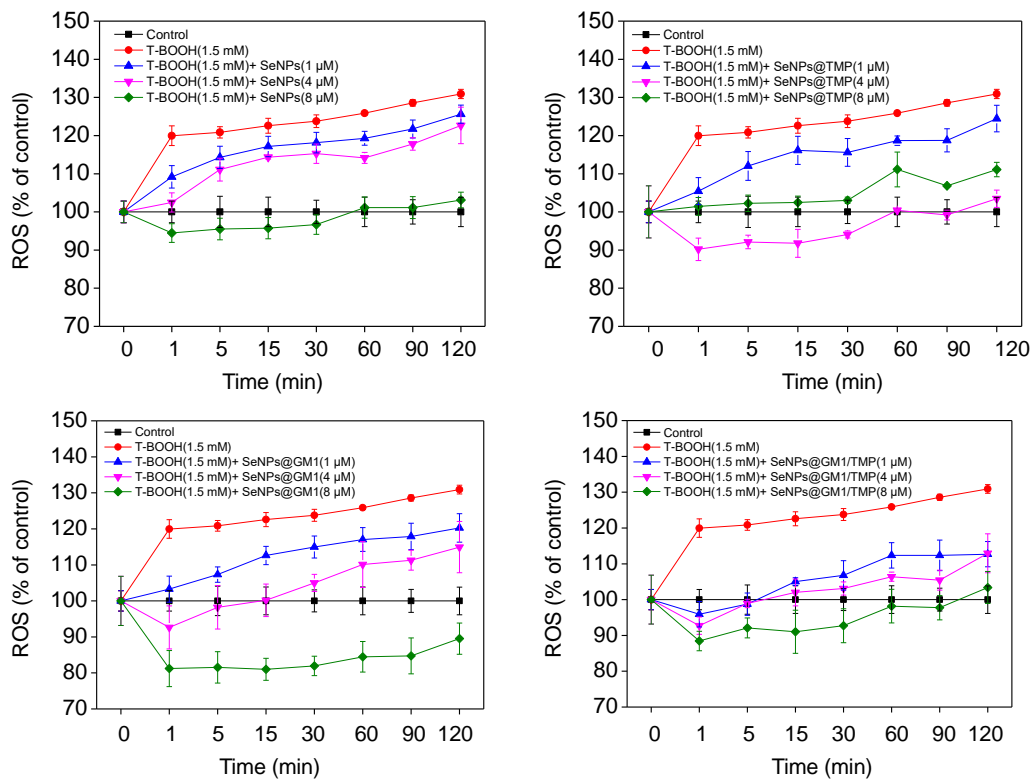 150
140
130
120
110
100
90
80
70
ROS (% of control)
Control
T-BOOH(1.5 mM)
T-BOOH(1.5 mM)+ SeNPs(1 μM)
T-BOOH(1.5 mM)+ SeNPs(4 μM)
T-BOOH(1.5 mM)+ SeNPs(8 μM)
0 1 5 15 30 60 90 120
Time (min)
150
140
130
120
110
100
90
80
70
ROS (% of control)
Control
T-BOOH(1.5 mM)
T-BOOH(1.5 mM)+ SeNPs@TMP(1 μM)
T-BOOH(1.5 mM)+ SeNPs@TMP(4 μM)
T-BOOH(1.5 mM)+ SeNPs@TMP(8 μM)
0 1 5 15 30 60 90 120
Time (min)
150
140
130
120
110
100
90
80
70
ROS (% of control)
Control
T-BOOH(1.5 mM)
T-BOOH(1.5 mM)+ SeNPs@GM1(1 μM)
T-BOOH(1.5 mM)+ SeNPs@GM1(4 μM)
T-BOOH(1.5 mM)+ SeNPs@GM1(8 μM)
0 1 5 15 30 60 90 120
Time (min)
150
140
130
120
110
100
90
80
70
ROS (% of control)
Control
T-BOOH(1.5 mM)
T-BOOH(1.5 mM)+ SeNPs@GM1/TMP(1 μM)
T-BOOH(1.5 mM)+ SeNPs@GM1/TMP(4 μM)
T-BOOH(1.5 mM)+ SeNPs@GM1/TMP(8 μM)
0 1 5 15 30 60 90 120
Time (min)